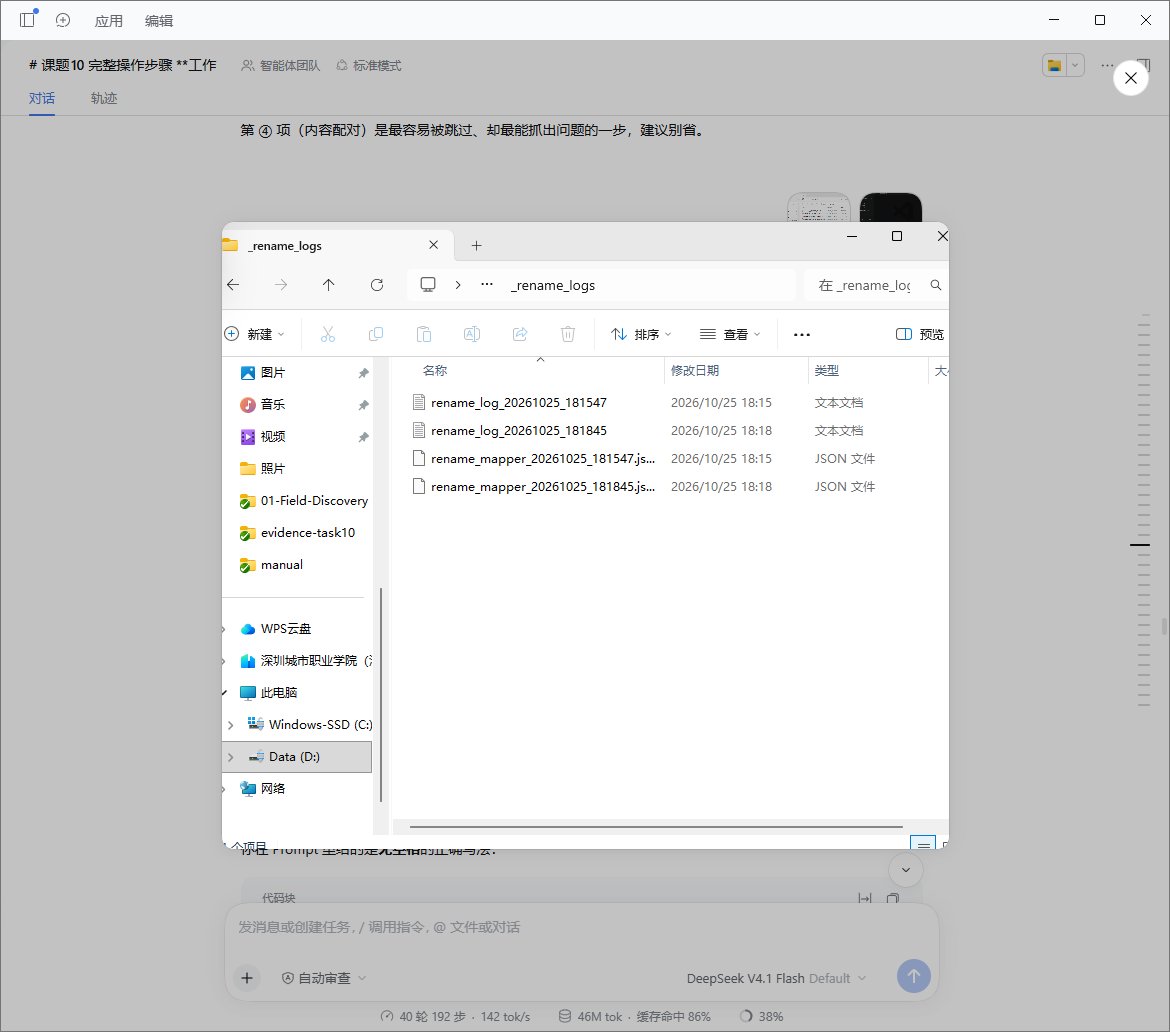 应用 编辑
# 课题10 完整操作步骤 **工作 智能体团队 标准模式
对话 轨迹
第 ④ 项（内容配对）是最容易被跳过、却最能抓出问题的一步，建议别省。
_rename_logs
… _rename_logs 在 _rename_log
新建 排序 查看 … 预览
名称 修改日期 类型
rename_log_20261025_181547 2026/10/25 18:15 文本文档
rename_log_20261025_181845 2026/10/25 18:18 文本文档
rename_mapper_20261025_181547.js... 2026/10/25 18:15 JSON 文件
rename_mapper_20261025_181845.js... 2026/10/25 18:18 JSON 文件
图片
音乐
视频
照片
01-Field-Discovery
evidence-task10
manual
WPS云盘
深圳城市职业学院
此电脑
Windows-SSD (C:)
Data (D:)
网络
个项目
代码块
发消息或创建任务, / 调用指令, @ 文件或对话
自动审查 DeepSeek V4.1 Flash Default
40 轮 192 步 · 142 tok/s 46M tok · 缓存命中 86% 38%